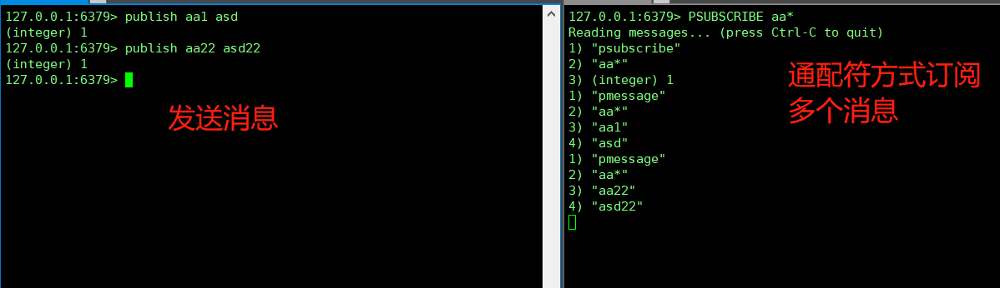 127.0.0.1:6379> publish aa1 asd
(integer) 1
127.0.0.1:6379> publish aa22 asd22
(integer) 1
127.0.0.1:6379>
发送消息
127.0.0.1:6379> PSUBSCRIBE aa*
Reading messages... (press Ctrl-C to quit)
1) "psubscribe"
2) "aa*"
3) (integer) 1
1) "pmessage"
2) "aa*"
3) "aa1"
4) "asd"
1) "pmessage"
2) "aa*"
3) "aa22"
4) "asd22"
通配符方式订阅
多个消息